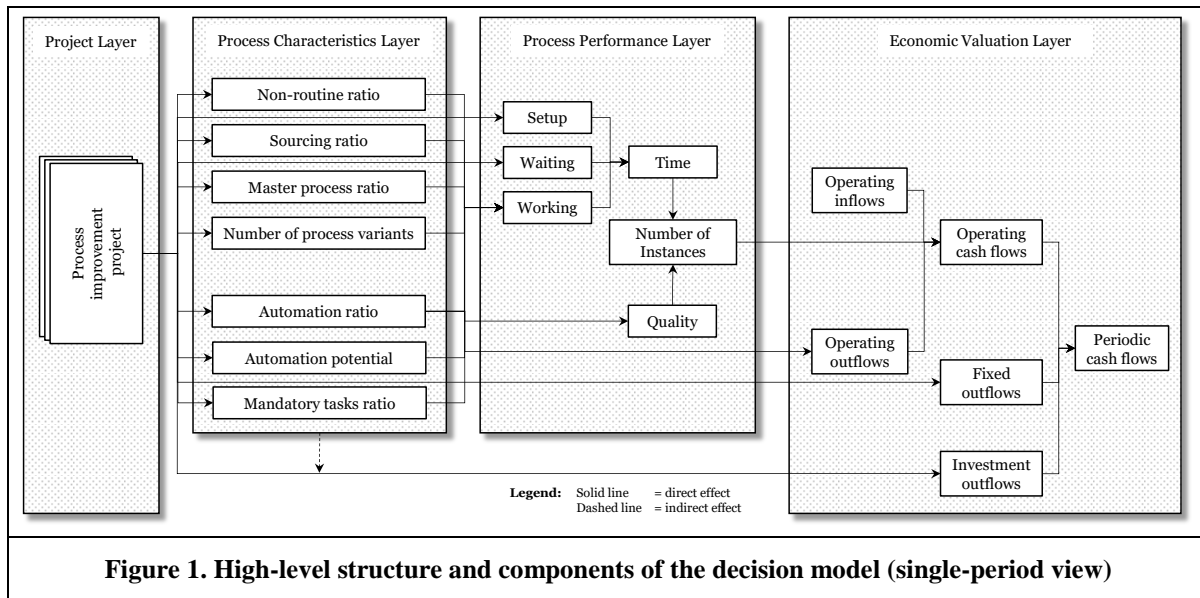 Project Layer
Process
improvement
project
Process Characteristics Layer
Non-routine ratio
Sourcing ratio
Master process ratio
Number of process variants
Automation ratio
Automation potential
Mandatory tasks ratio
Process Performance Layer
Setup
Waiting
Working
Time
Number of
Instances
Quality
Economic Valuation Layer
Operating
inflows
Operating
outflows
Operating
cash flows
Fixed
outflows
Investment
outflows
Periodic
cash flows
Legend: Solid line = direct effect
Dashed line = indirect effect
Figure 1. High-level structure and components of the decision model (single-period view)